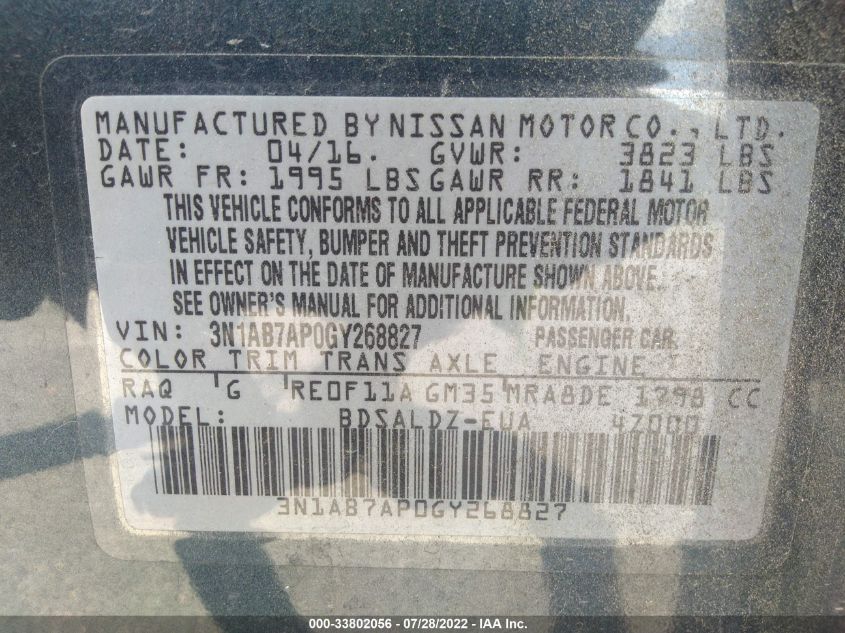 MANUFACTURED BY NISSAN MOTOR CO., LTD.
DATE: 04/16. GVWR: 3823 LBS
GAWR FR: 1995 LBS GAWR RR: 1841 LBS
THIS VEHICLE CONFORMS TO ALL APPLICABLE FEDERAL MOTOR
VEHICLE SAFETY, BUMPER AND THEFT PREVENTION STANDARDS
IN EFFECT ON THE DATE OF MANUFACTURE SHOWN ABOVE.
SEE OWNER'S MANUAL FOR ADDITIONAL INFORMATION.
VIN: 3N1AB7AP0GY268827 PASSENGER CAR
COLOR TRIM TRANS AXLE ENGINE
RAQ G RE0F11A GM35 MRA8DE 1798 CC
MODEL: BDSALDZ-EUA 47000
3N1AB7AP0GY268827
000-33802056 - 07/28/2022 - IAA Inc.